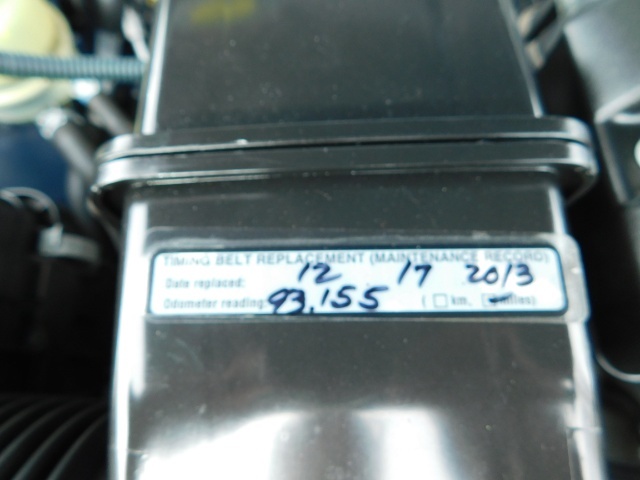 TIMING BELT REPLACEMENT (MAINTENANCE RECORD)
Date replaced: 12 17 2013
Odometer reading: 93,155 ( km, miles)